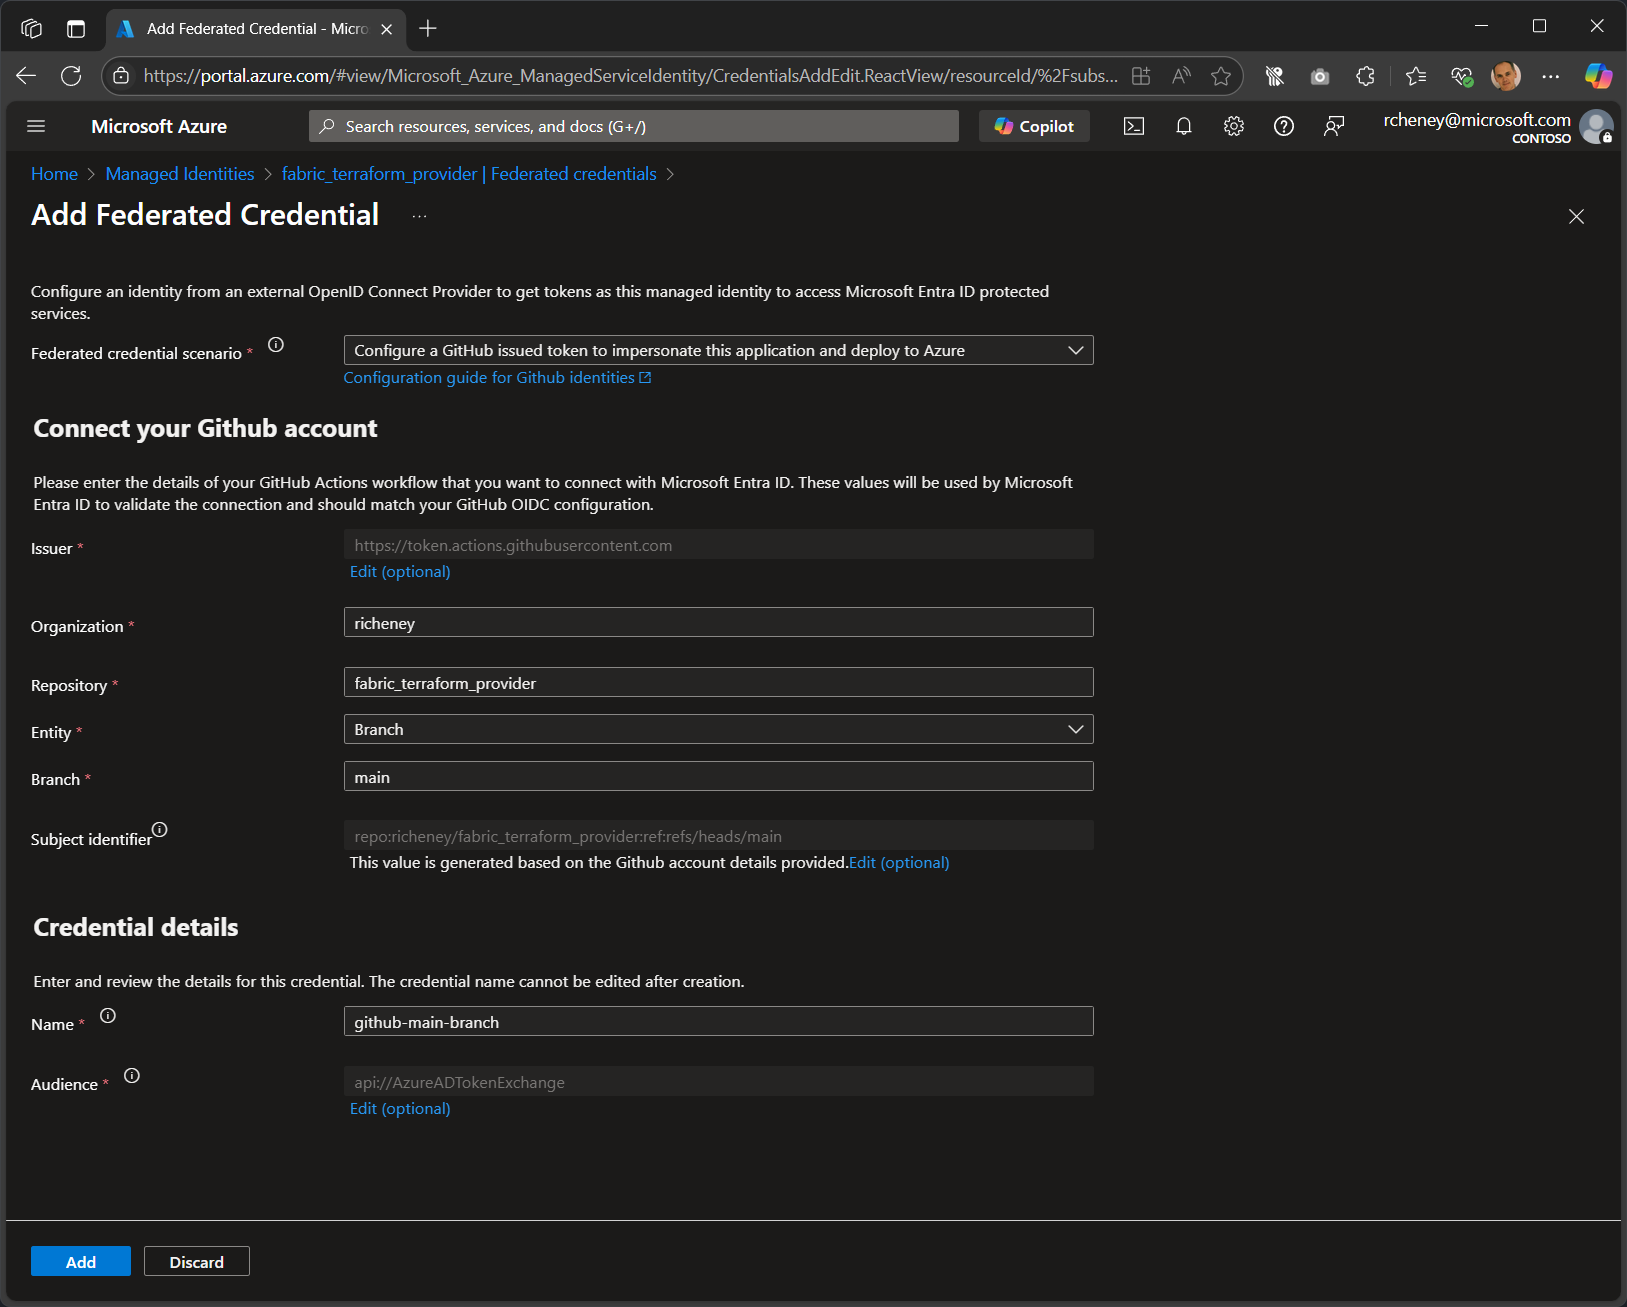 Add Federated Credential - Micro
https://portal.azure.com/#view/Microsoft_Azure_ManagedServiceIdentity/CredentialsAddEdit.ReactView/resourceId/%2Fsubs...
Microsoft Azure
Search resources, services, and docs (G+/)
Copilot
rcheney@microsoft.com
CONTOSO
Home > Managed Identities > fabric_terraform_provider | Federated credentials >
Add Federated Credential ...
Configure an identity from an external OpenID Connect Provider to get tokens as this managed identity to access Microsoft Entra ID protected
services.
Federated credential scenario *
Configure a GitHub issued token to impersonate this application and deploy to Azure
Configuration guide for Github identities
Connect your Github account
Please enter the details of your GitHub Actions workflow that you want to connect with Microsoft Entra ID. These values will be used by Microsoft
Entra ID to validate the connection and should match your GitHub OIDC configuration.
Issuer *
https://token.actions.githubusercontent.com
Edit (optional)
Organization *
richeney
Repository *
fabric_terraform_provider
Entity *
Branch
Branch *
main
Subject identifier
repo:richeney/fabric_terraform_provider:ref:refs/heads/main
This value is generated based on the Github account details provided.Edit (optional)
Credential details
Enter and review the details for this credential. The credential name cannot be edited after creation.
Name *
github-main-branch
Audience *
api://AzureADTokenExchange
Edit (optional)
Add
Discard